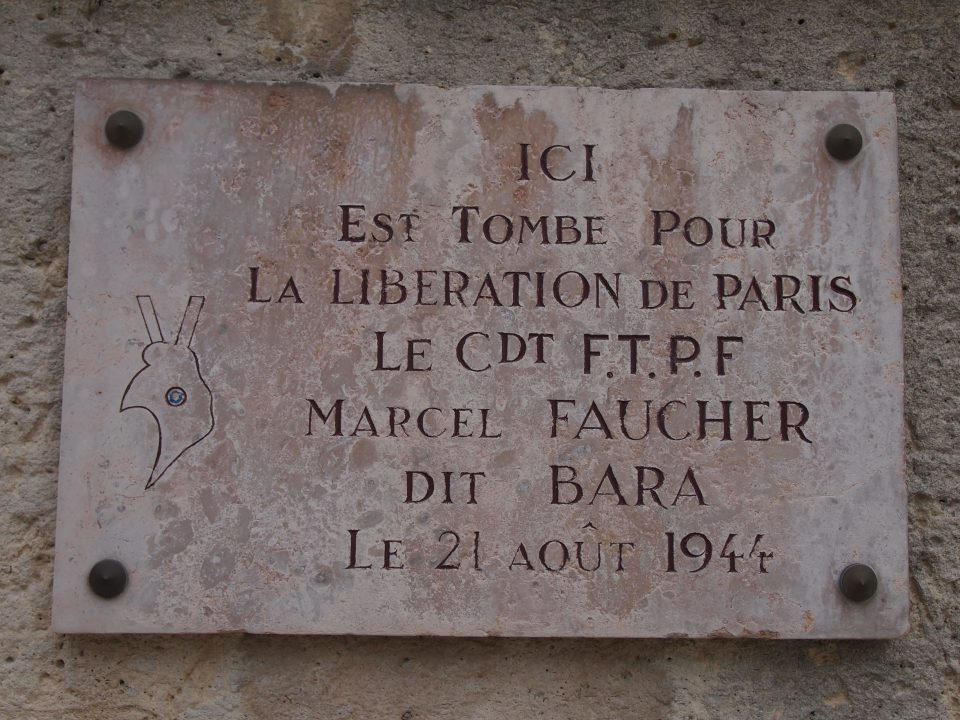 ICI
EST TOMBE POUR
LA LIBERATION DE PARIS
LE CDT F.T.P.F
MARCEL FAUCHER
DIT BARA
LE 21 AOÛT 1944